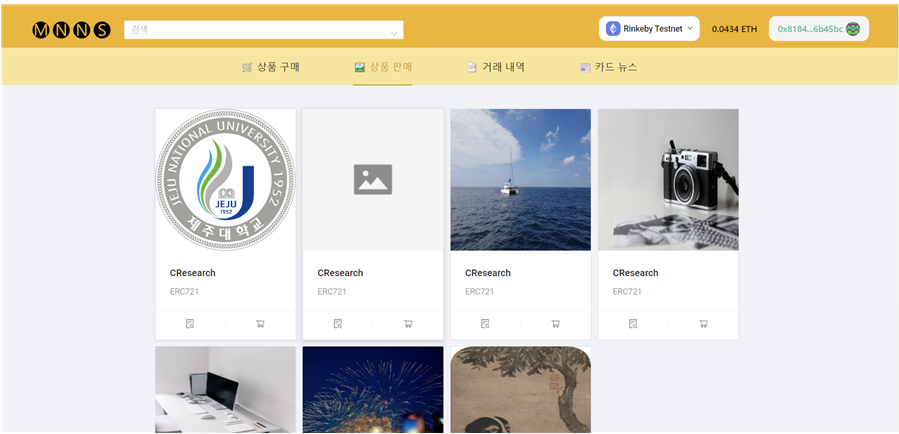 MNNS
검색
Rinkeby Testnet
0.0434 ETH
0x8184...6b45bc
상품 구매
상품 판매
거래 내역
카드 뉴스
JEJU NATIONAL UNIVERSITY 1952
JEJU
1952
제주대학교
CResearch
ERC721
CResearch
ERC721
CResearch
ERC721
CResearch
ERC721